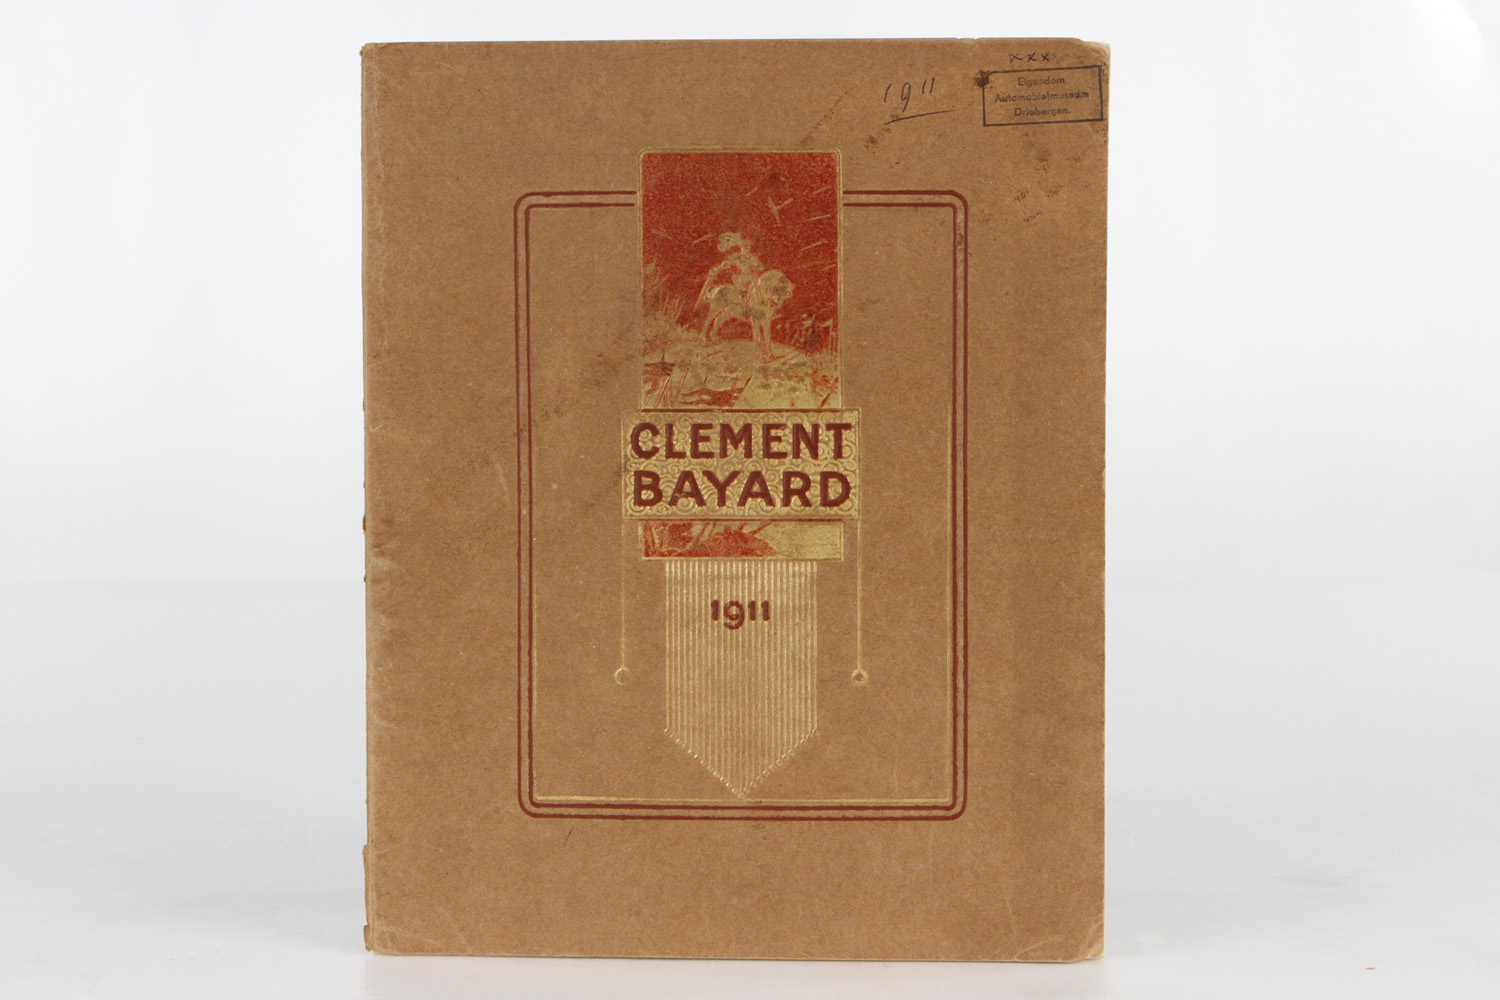 xxx
1911
Eigendom
Automobielmuseum
Driebergen.
CLEMENT
BAYARD
1911